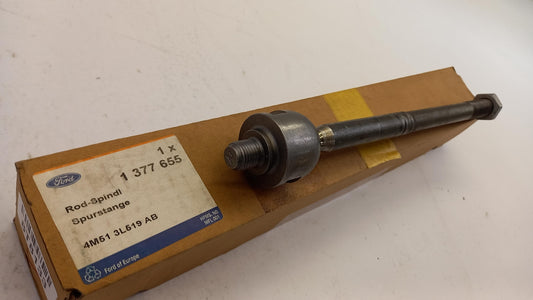 Ford
1 x
1 377 655
Rod-Spindl
Spurstange
4M51 3L519 AB
Ford of Europe